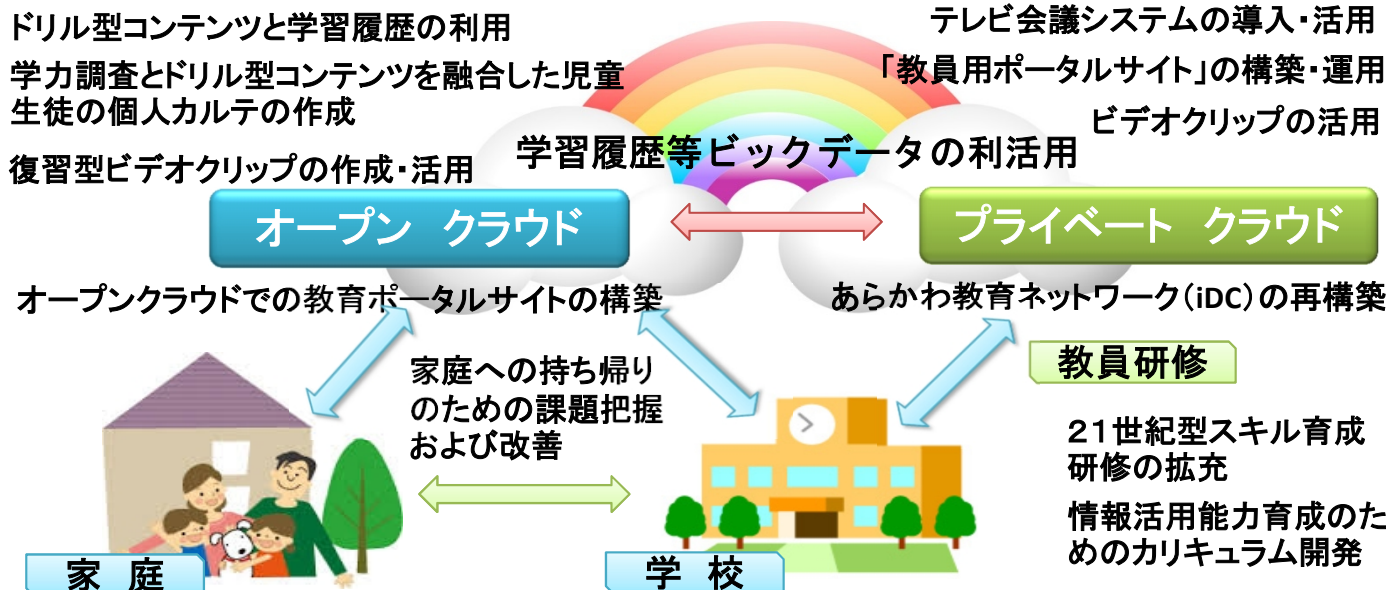 ドリル型コンテンツと学習履歴の利用
学力調査とドリル型コンテンツを融合した児童
生徒の個人カルテの作成
復習型ビデオクリップの作成・活用
テレビ会議システムの導入・活用
「教員用ポータルサイト」の構築・運用
ビデオクリップの活用
学習履歴等ビックデータの利活用
オープン　クラウド
プライベート　クラウド
オープンクラウドでの教育ポータルサイトの構築
あらかわ教育ネットワーク（iDC）の再構築
家庭への持ち帰り
のための課題把握
および改善
教員研修
２１世紀型スキル育成
研修の拡充
情報活用能力育成のた
めのカリキュラム開発
家　庭
学　校